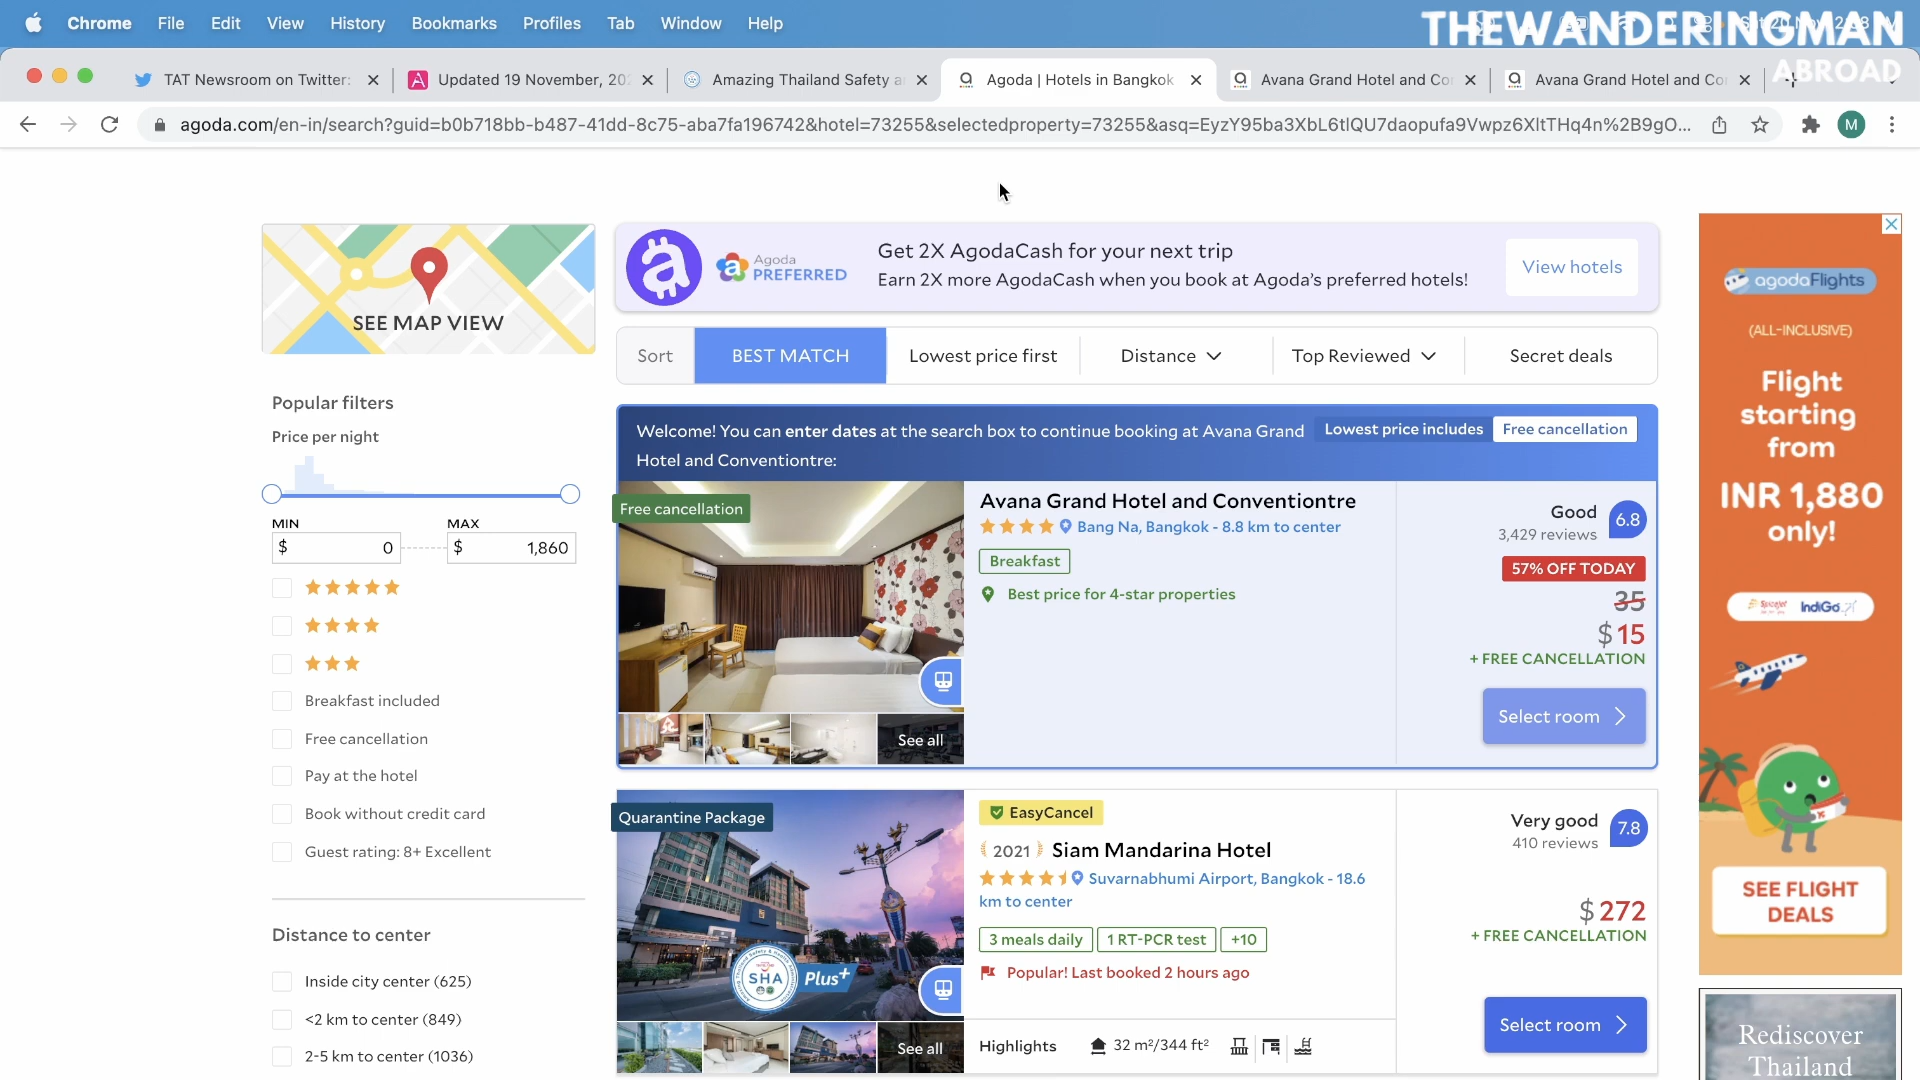 Chrome File Edit View History Bookmarks Profiles Tab Window Help
THEWANDERINGMAN
ABROAD
TAT Newsroom on Twitter:
Updated 19 November, 202
Amazing Thailand Safety a
Agoda | Hotels in Bangkok
Avana Grand Hotel and Con
Avana Grand Hotel and Con
agoda.com/en-in/search?guid=b0b718bb-b487-41dd-8c75-aba7fa196742&hotel=73255&selectedproperty=73255&asq=EyzY95ba3XbL6tlQU7daopufa9Vwpz6XltTHq4n%2B9gO...
M
SEE MAP VIEW
Agoda
PREFERRED
Get 2X AgodaCash for your next trip
Earn 2X more AgodaCash when you book at Agoda's preferred hotels!
View hotels
Sort BEST MATCH Lowest price first Distance Top Reviewed Secret deals
Popular filters
Price per night
MIN MAX
$ 0 $ 1,860
Breakfast included
Free cancellation
Pay at the hotel
Book without credit card
Guest rating: 8+ Excellent
Distance to center
Inside city center (625)
<2 km to center (849)
2-5 km to center (1036)
Welcome! You can enter dates at the search box to continue booking at Avana Grand
Hotel and Conventiontre:
Lowest price includes Free cancellation
Free cancellation
See all
Avana Grand Hotel and Conventiontre
Bang Na, Bangkok - 8.8 km to center
Breakfast
Best price for 4-star properties
Good
3,429 reviews
6.8
57% OFF TODAY
35
$ 15
+ FREE CANCELLATION
Select room
Quarantine Package
SHA Plus+
See all
EasyCancel
2021 Siam Mandarina Hotel
Suvarnabhumi Airport, Bangkok - 18.6
km to center
3 meals daily 1 RT-PCR test +10
Popular! Last booked 2 hours ago
Highlights 32 m²/344 ft²
Very good
410 reviews
7.8
$ 272
+ FREE CANCELLATION
Select room
agodaFlights
(ALL-INCLUSIVE)
Flight
starting
from
INR 1,880
only!
Spicejet IndiGo
SEE FLIGHT
DEALS
Rediscover
Thailand